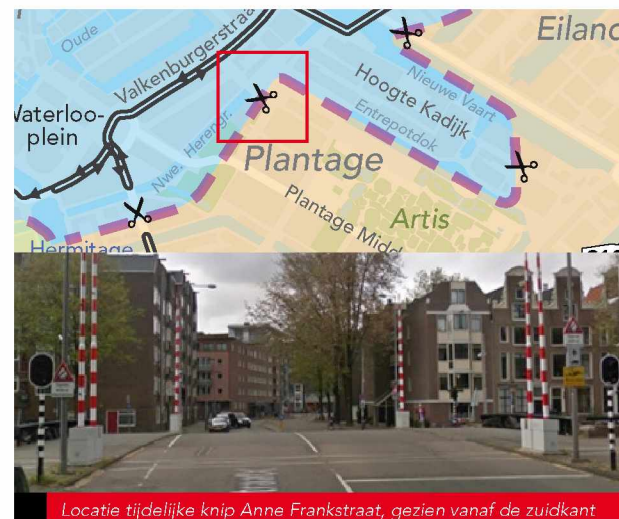 Eiland
Oude
Valkenburgerstraat
Hoogte
Kadijk
Nieuwe Vaart
Entrepotdok
Waterloo-
plein
Nwe. Herengr.
Plantage
Plantage Midd
Artis
Hermitage
Locatie tijdelijke knip Anne Frankstraat, gezien vanaf de zuidkant